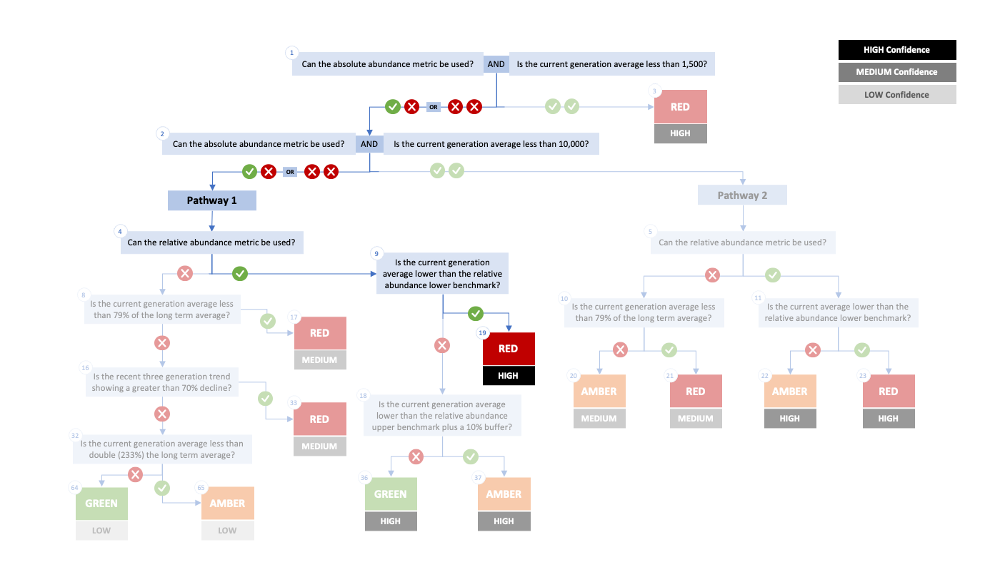 HIGH Confidence
MEDIUM Confidence
LOW Confidence
1
Can the absolute abundance metric be used?
AND
Is the current generation average less than 1,500?
OR
3
RED
HIGH
2
Can the absolute abundance metric be used?
AND
Is the current generation average less than 10,000?
OR
Pathway 1
Pathway 2
4
Can the relative abundance metric be used?
5
Can the relative abundance metric be used?
9
Is the current generation
average lower than the relative
abundance lower benchmark?
8
Is the current generation average less
than 79% of the long term average?
17
RED
MEDIUM
19
RED
HIGH
10
Is the current generation average less
than 79% of the long term average?
11
Is the current average lower than the
relative abundance lower benchmark?
16
Is the recent three generation trend
showing a greater than 70% decline?
33
RED
MEDIUM
18
Is the current generation average
lower than the relative abundance
upper benchmark plus a 10% buffer?
20
AMBER
MEDIUM
21
RED
MEDIUM
22
AMBER
HIGH
23
RED
HIGH
32
Is the current generation average less than
double (233%) the long term average?
64
GREEN
LOW
65
AMBER
LOW
36
GREEN
HIGH
37
AMBER
HIGH